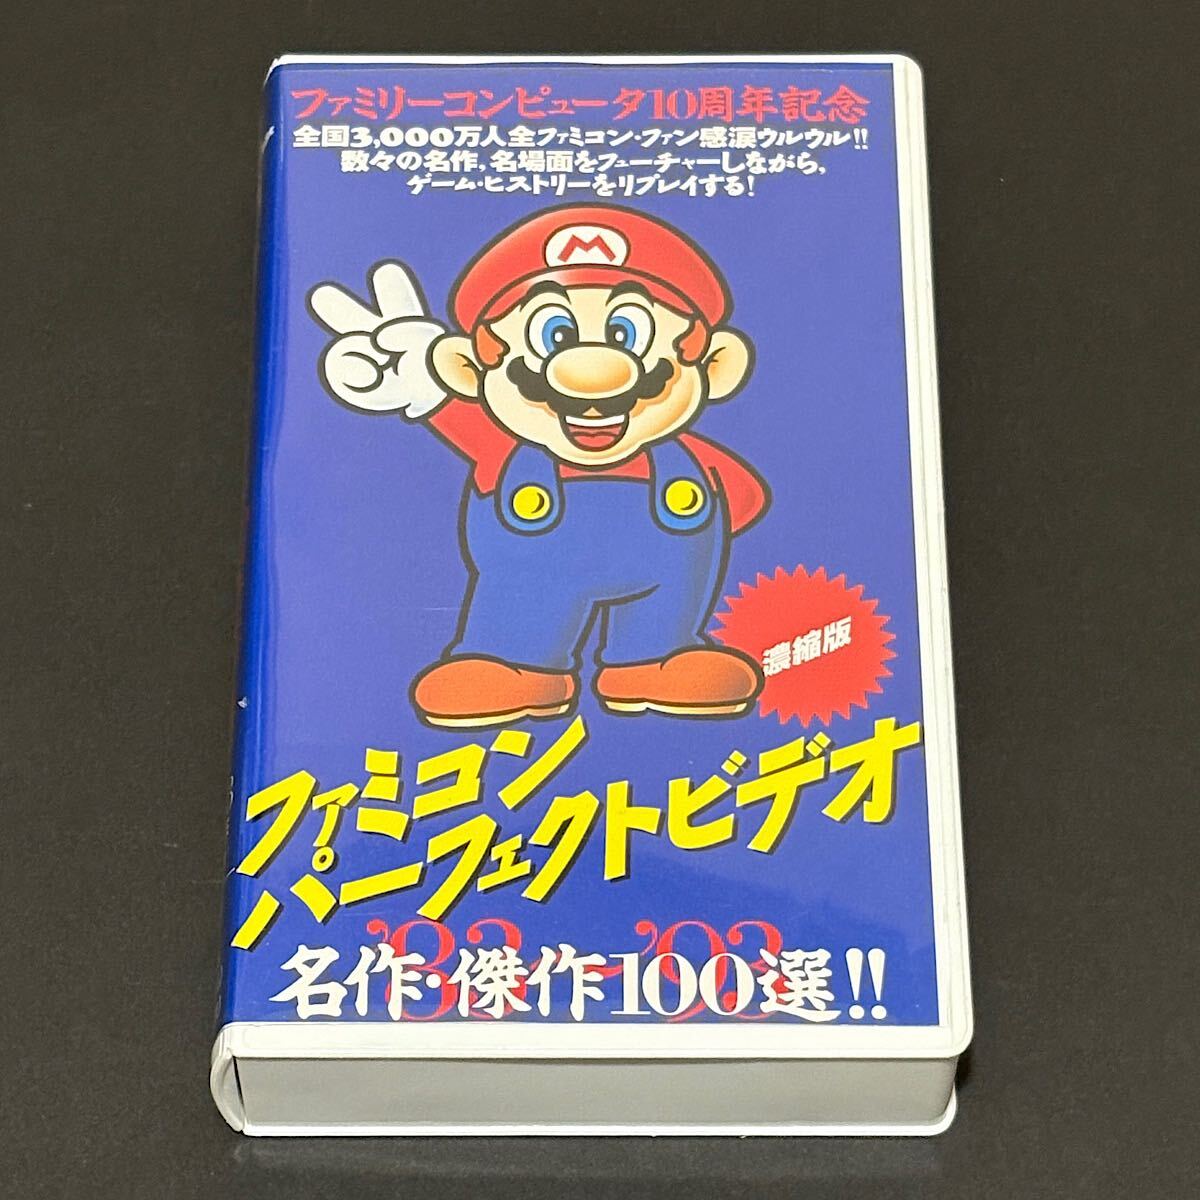 ファミリーコンピュータ10周年記念
全国3,000万人全ファミコン・ファン感涙ウルウル!!
数々の名作,名場面をフューチャーしながら,
ゲーム・ヒストリーをリプレイする!
M
濃縮版
ファミコン
パーフェクトビデオ
'83〜'93
名作・傑作100選!!